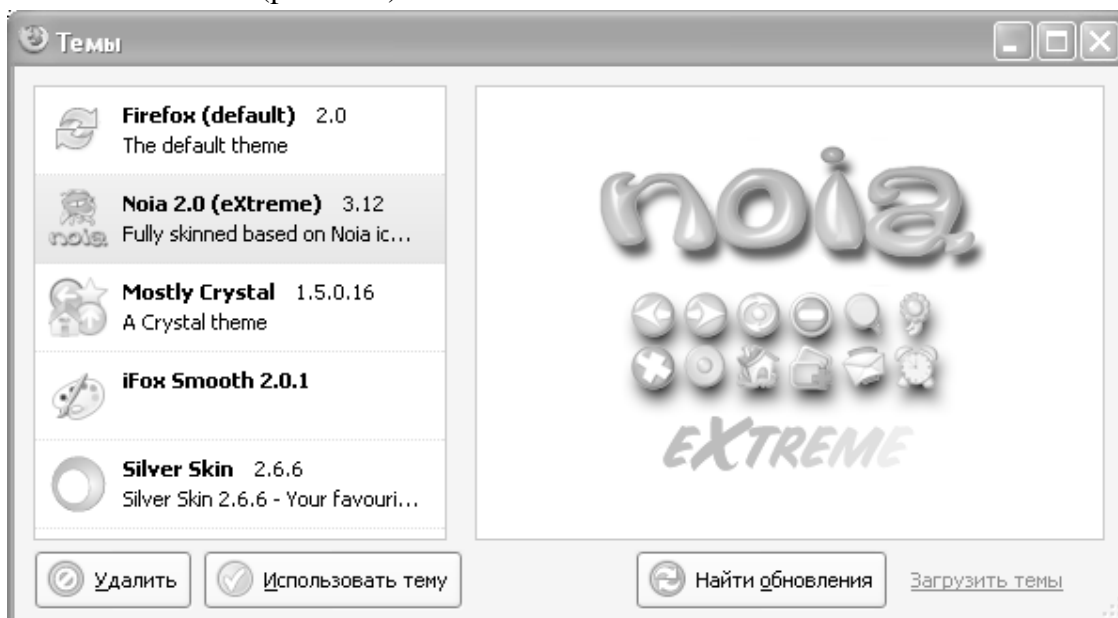 Темы
Firefox (default) 2.0
The default theme
Noia 2.0 (eXtreme) 3.12
Fully skinned based on Noia ic...
Mostly Crystal 1.5.0.16
A Crystal theme
iFox Smooth 2.0.1
Silver Skin 2.6.6
Silver Skin 2.6.6 - Your favouri...
noia
noia
eXTREME
Удалить
Использовать тему
Найти обновления
Загрузить темы